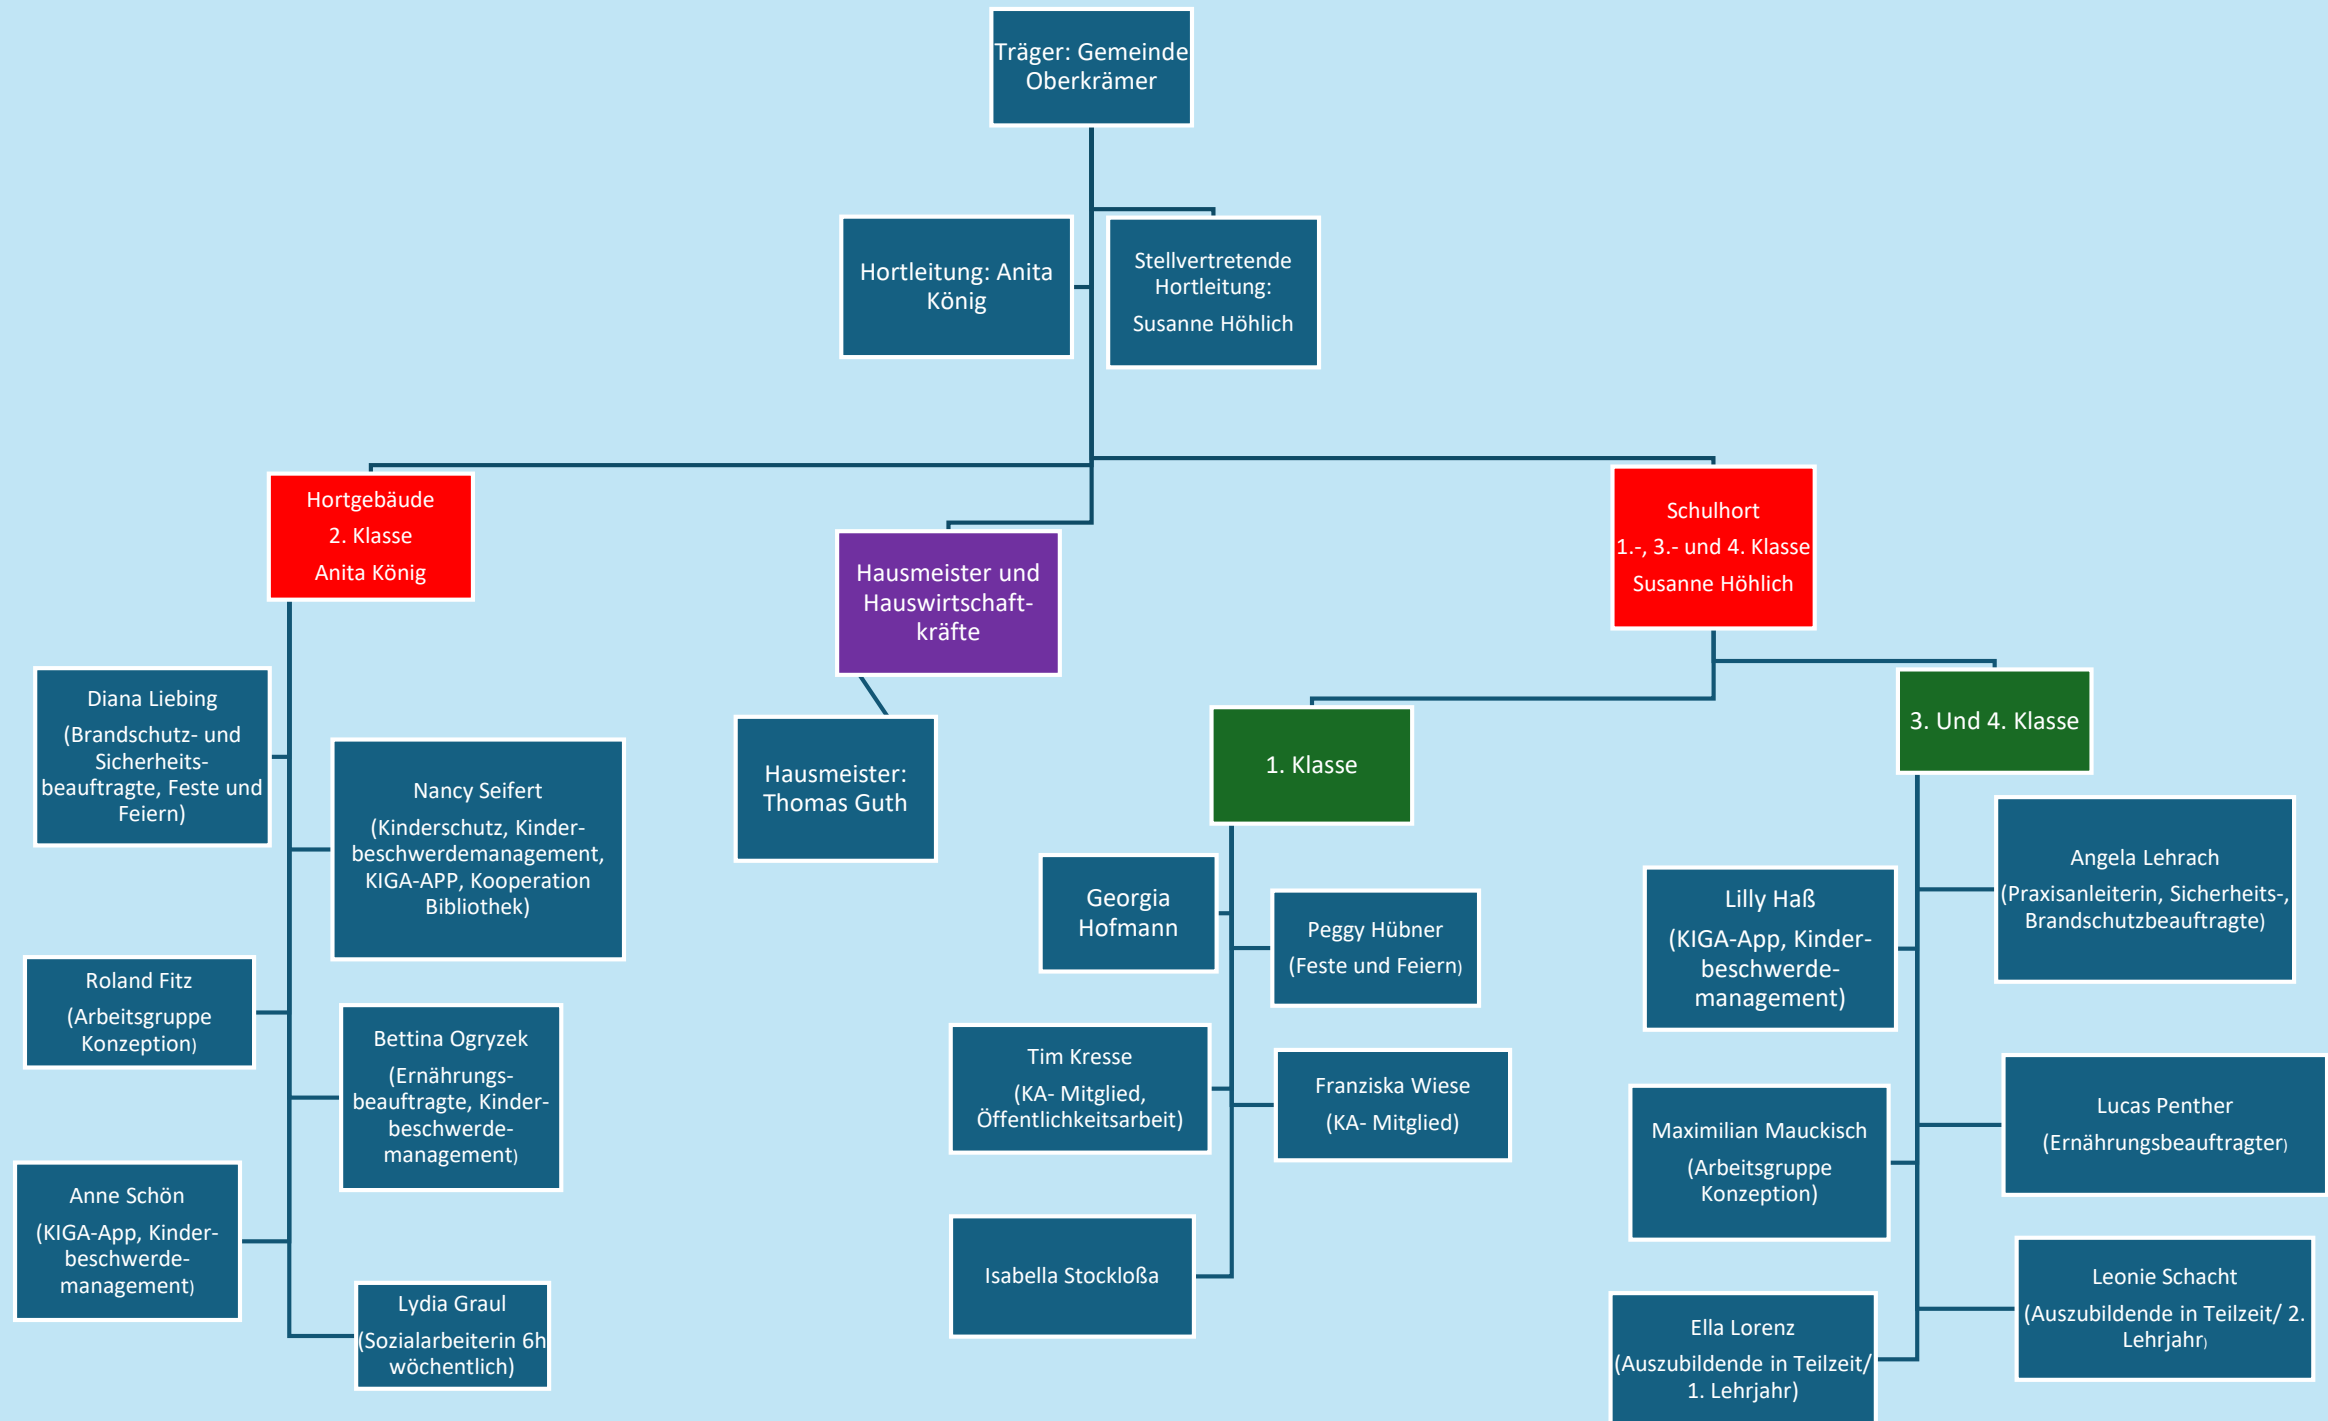 Träger: Gemeinde
Oberkrämer
Hortleitung: Anita
König
Stellvertretende
Hortleitung:
Susanne Höhlich
Hortgebäude
2. Klasse
Anita König
Hausmeister und
Hauswirtschaft-
kräfte
Schulhort
1.-, 3.- und 4. Klasse
Susanne Höhlich
Diana Liebing
(Brandschutz- und
Sicherheits-
beauftragte, Feste und
Feiern)
Nancy Seifert
(Kinderschutz, Kinder-
beschwerdemanagement,
KIGA-APP, Kooperation
Bibliothek)
Roland Fitz
(Arbeitsgruppe
Konzeption)
Bettina Ogryzek
(Ernährungs-
beauftragte, Kinder-
beschwerde-
management)
Anne Schön
(KIGA-App, Kinder-
beschwerde-
management)
Lydia Graul
(Sozialarbeiterin 6h
wöchentlich)
Hausmeister:
Thomas Guth
1. Klasse
Georgia
Hofmann
Peggy Hübner
(Feste und Feiern)
Tim Kresse
(KA- Mitglied,
Öffentlichkeitsarbeit)
Franziska Wiese
(KA- Mitglied)
Isabella Stockloßa
3. Und 4. Klasse
Angela Lehrach
(Praxisanleiterin, Sicherheits-,
Brandschutzbeauftragte)
Lilly Haß
(KIGA-App, Kinder-
beschwerde-
management)
Lucas Penther
(Ernährungsbeauftragter)
Maximilian Mauckisch
(Arbeitsgruppe
Konzeption)
Leonie Schacht
(Auszubildende in Teilzeit/ 2.
Lehrjahr)
Ella Lorenz
(Auszubildende in Teilzeit/
1. Lehrjahr)